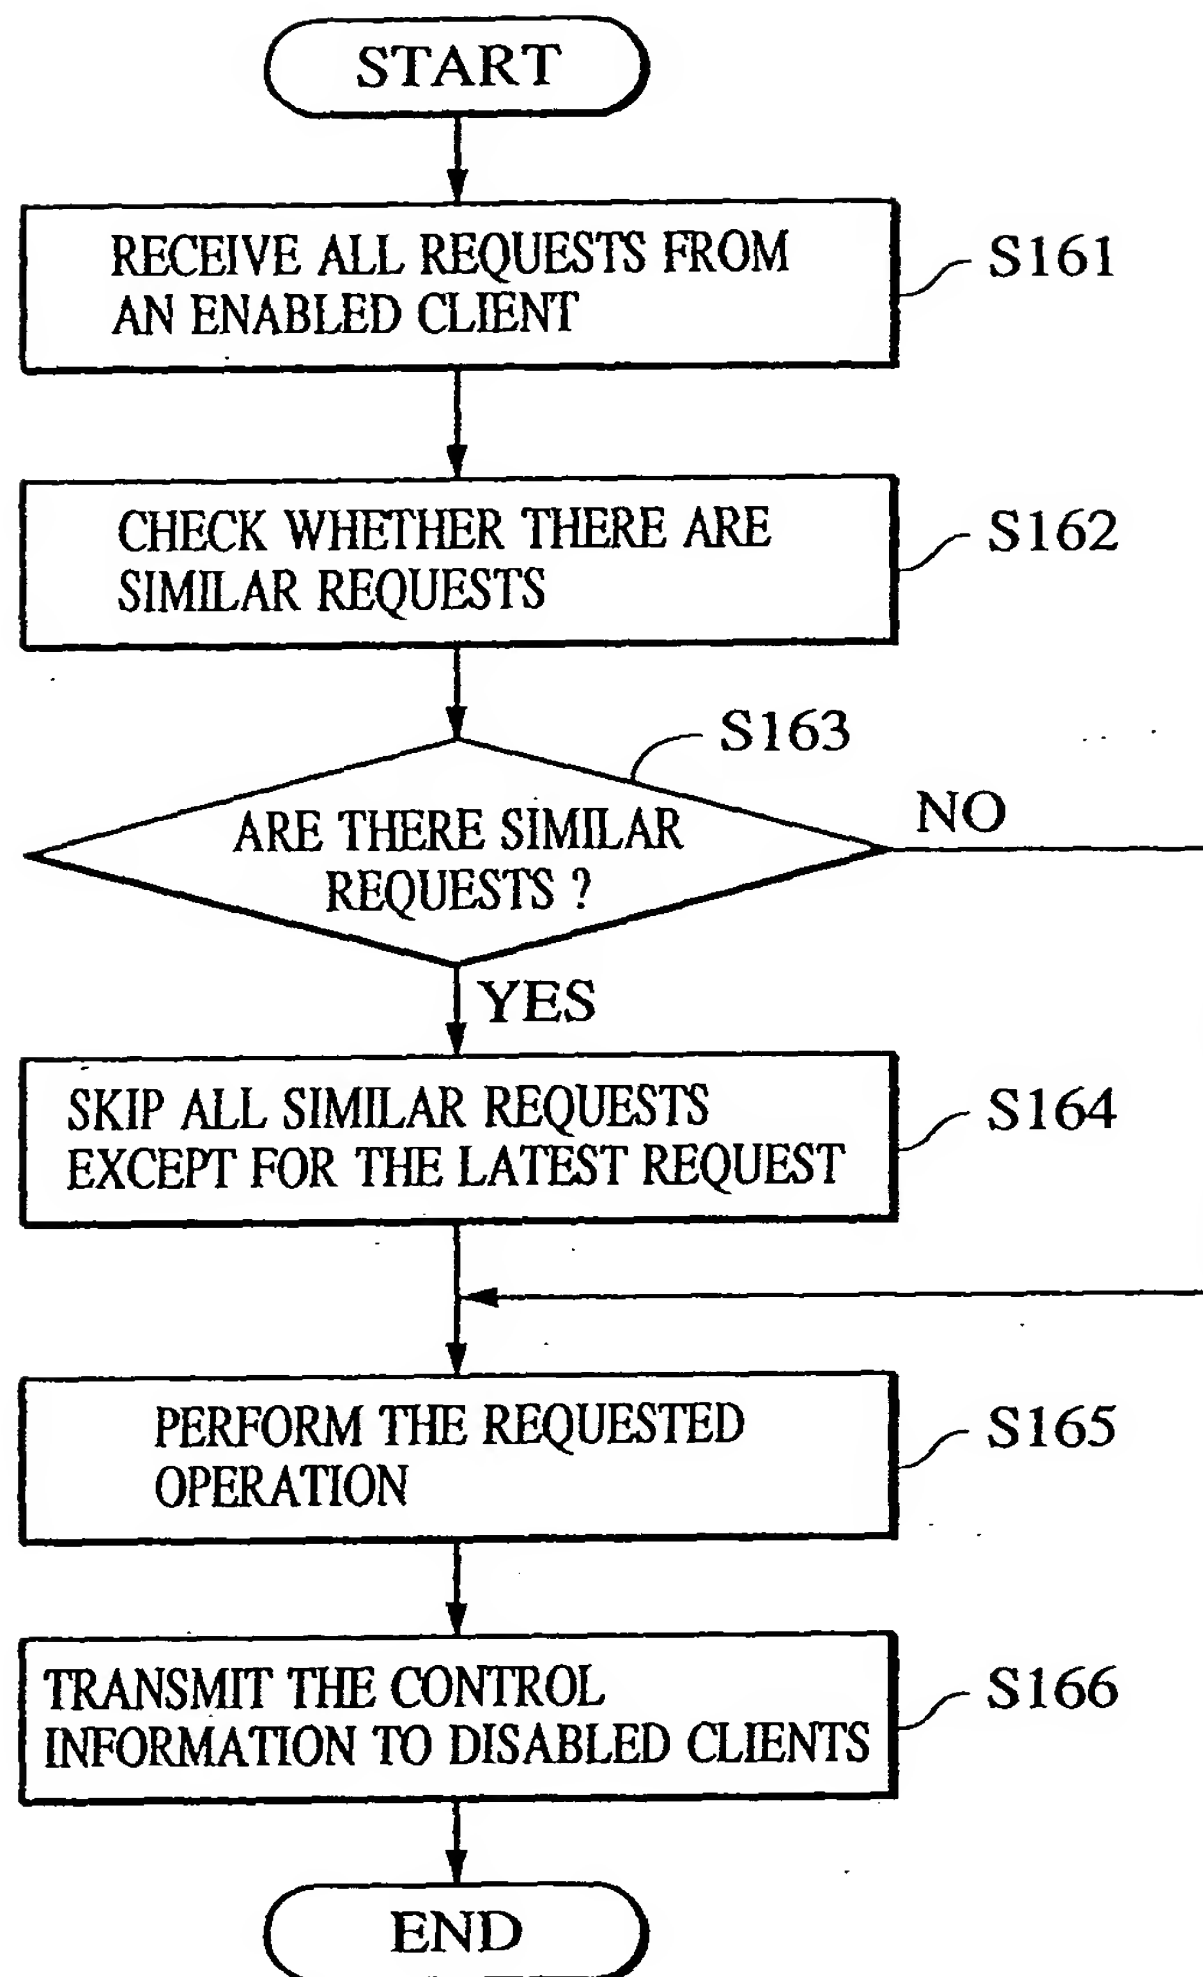 START
RECEIVE ALL REQUESTS FROM
AN ENABLED CLIENT
S161
CHECK WHETHER THERE ARE
SIMILAR REQUESTS
S162
S163
ARE THERE SIMILAR
REQUESTS ?
NO
YES
SKIP ALL SIMILAR REQUESTS
EXCEPT FOR THE LATEST REQUEST
S164
PERFORM THE REQUESTED
OPERATION
S165
TRANSMIT THE CONTROL
INFORMATION TO DISABLED CLIENTS
S166
END